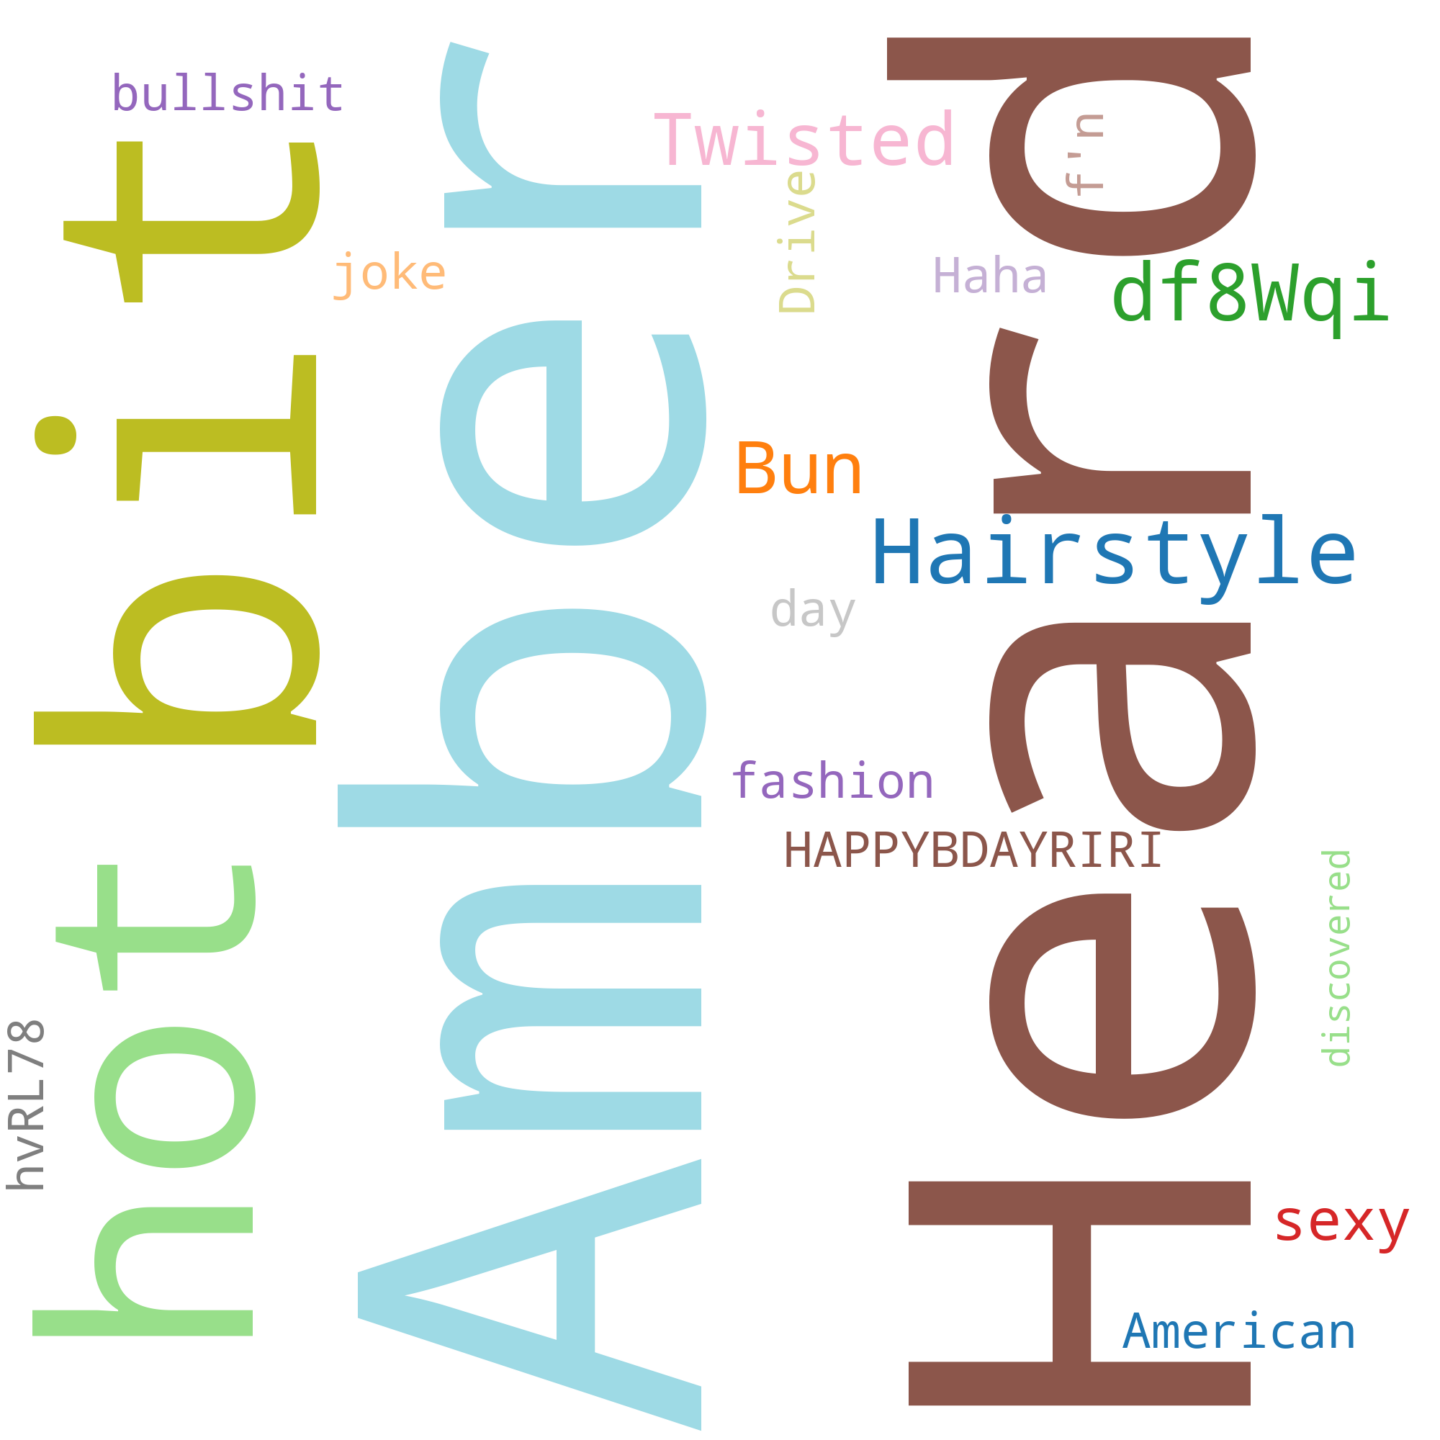 bullshit
Twisted
f'n
bit
joke
Drive
Haha
df8Wqi
Bun
Hairstyle
day
Amber
Heard
fashion
HAPPYBDAYRIRI
hot
discovered
hvRL78
sexy
American